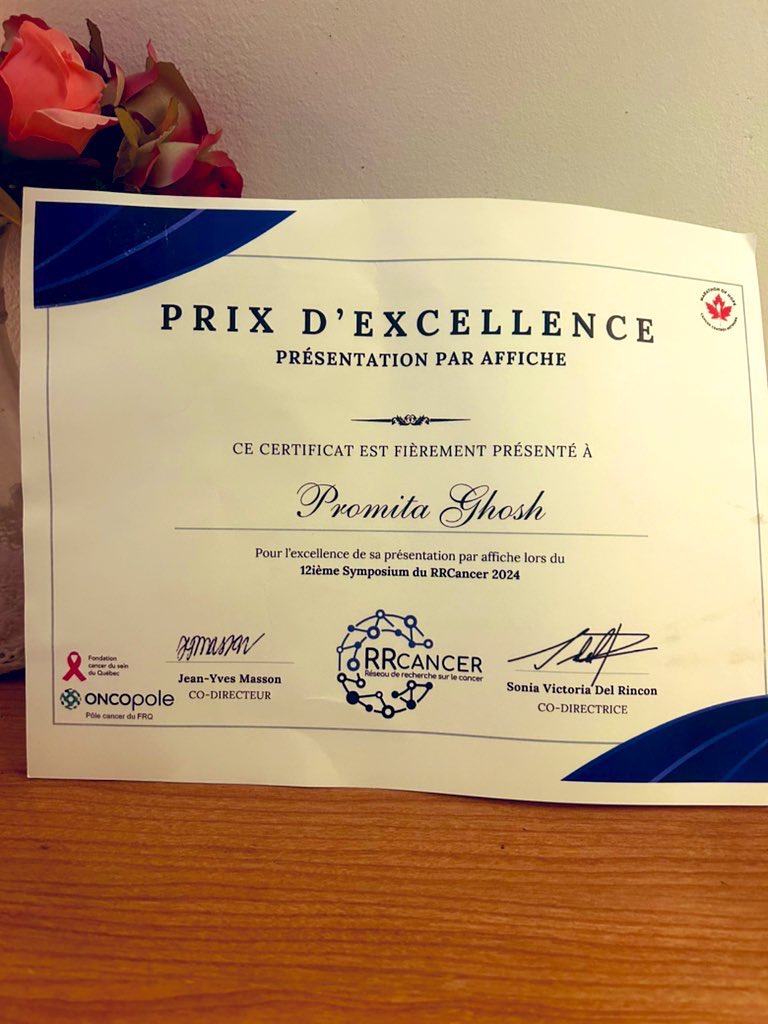 PRIX D'EXCELLENCE
PRÉSENTATION PAR AFFICHE
CE CERTIFICAT EST FIÈREMENT PRÉSENTÉ À
Promita Ghosh
Pour l'excellence de sa présentation par affiche lors du
12ième Symposium du RRCancer 2024
Fondation
cancer du sein
du Québec
ONCOPOLE
Pôle cancer du FRQ
Jean-Yves Masson
CO-DIRECTEUR
RRCANCER
Réseau de recherche sur le cancer
Sonia Victoria Del Rincon
CO-DIRECTRICE